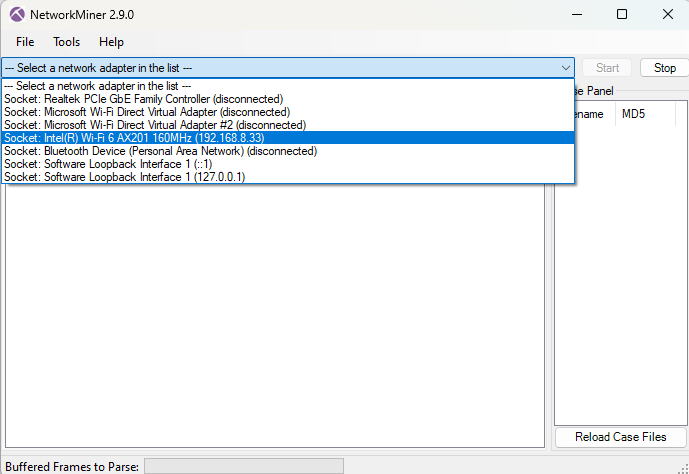 NetworkMiner 2.9.0
File Tools Help
--- Select a network adapter in the list ---
Start
Stop
--- Select a network adapter in the list ---
se Panel
Socket: Realtek PCIe GbE Family Controller (disconnected)
Socket: Microsoft Wi-Fi Direct Virtual Adapter (disconnected)
ename MD5
Socket: Microsoft Wi-Fi Direct Virtual Adapter #2 (disconnected)
Socket: Intel(R) Wi-Fi 6 AX201 160MHz (192.168.8.33)
Socket: Bluetooth Device (Personal Area Network) (disconnected)
Socket: Software Loopback Interface 1 (::1)
Socket: Software Loopback Interface 1 (127.0.0.1)
Reload Case Files
Buffered Frames to Parse: